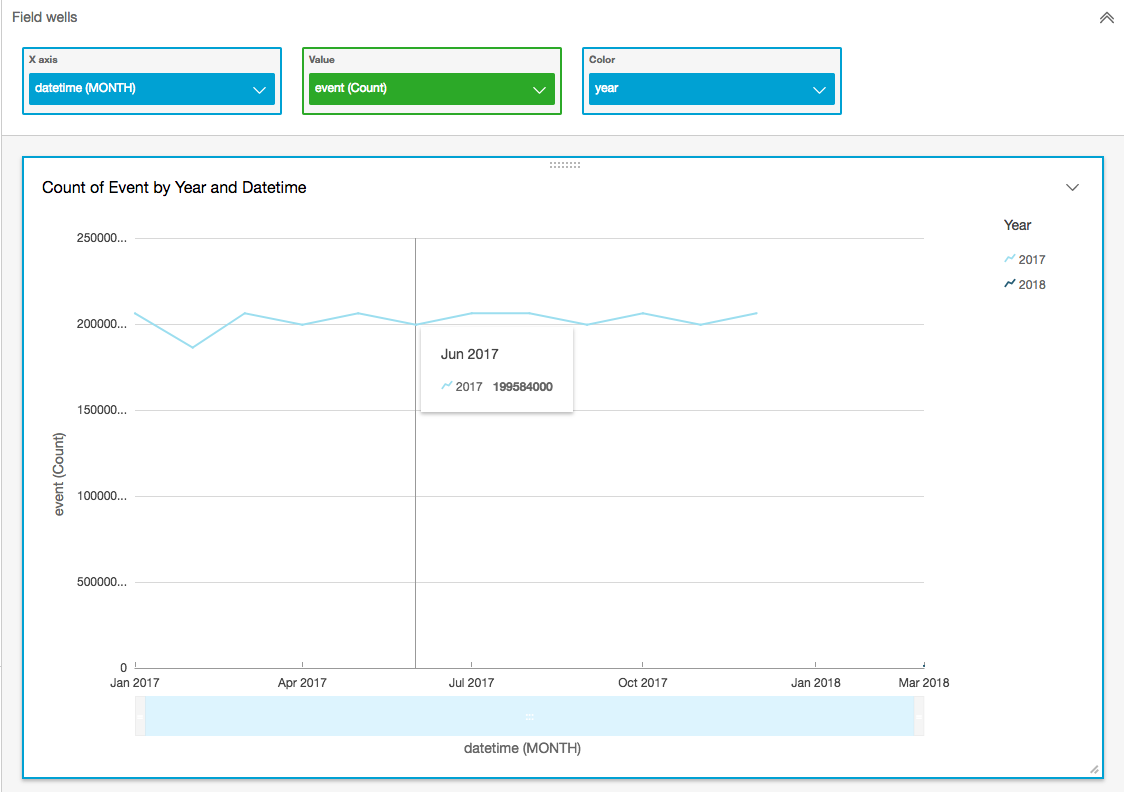 Field wells
X axis
Value
Color
datetime (MONTH)
event (Count)
year
Count of Event by Year and Datetime
Year
2017
2018
250000...
200000...
150000...
100000...
500000...
0
event (Count)
Jun 2017
2017 199584000
Jan 2017
Apr 2017
Jul 2017
Oct 2017
Jan 2018
Mar 2018
datetime (MONTH)